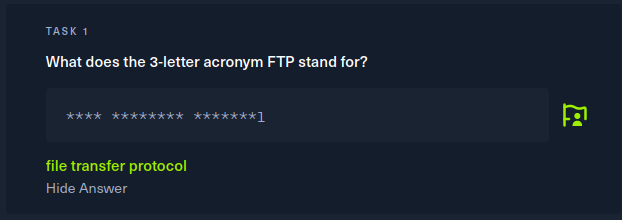 TASK 1
What does the 3-letter acronym FTP stand for?
**** ******** *******l
file transfer protocol
Hide Answer